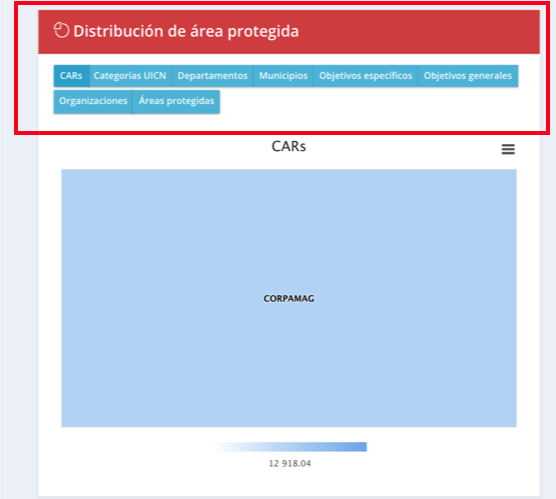 Distribución de área protegida
CARs Categorías UICN Departamentos Municipios Objetivos específicos Objetivos generales
Organizaciones Áreas protegidas
CARs
CORPAMAG
12 918.04